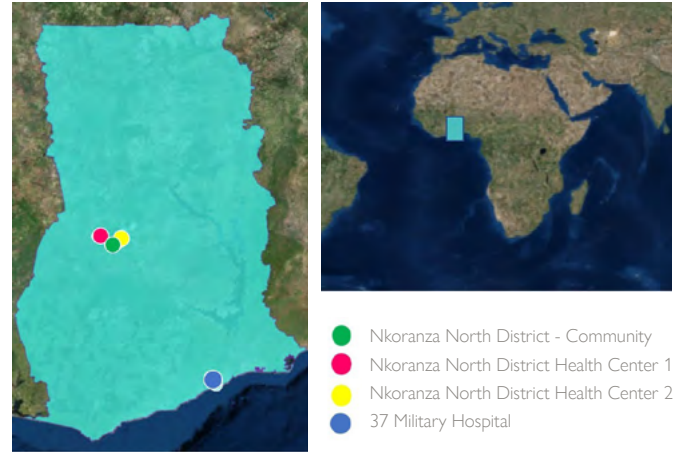 Nkoranza North District - Community
Nkoranza North District Health Center 1
Nkoranza North District Health Center 2
37 Military Hospital